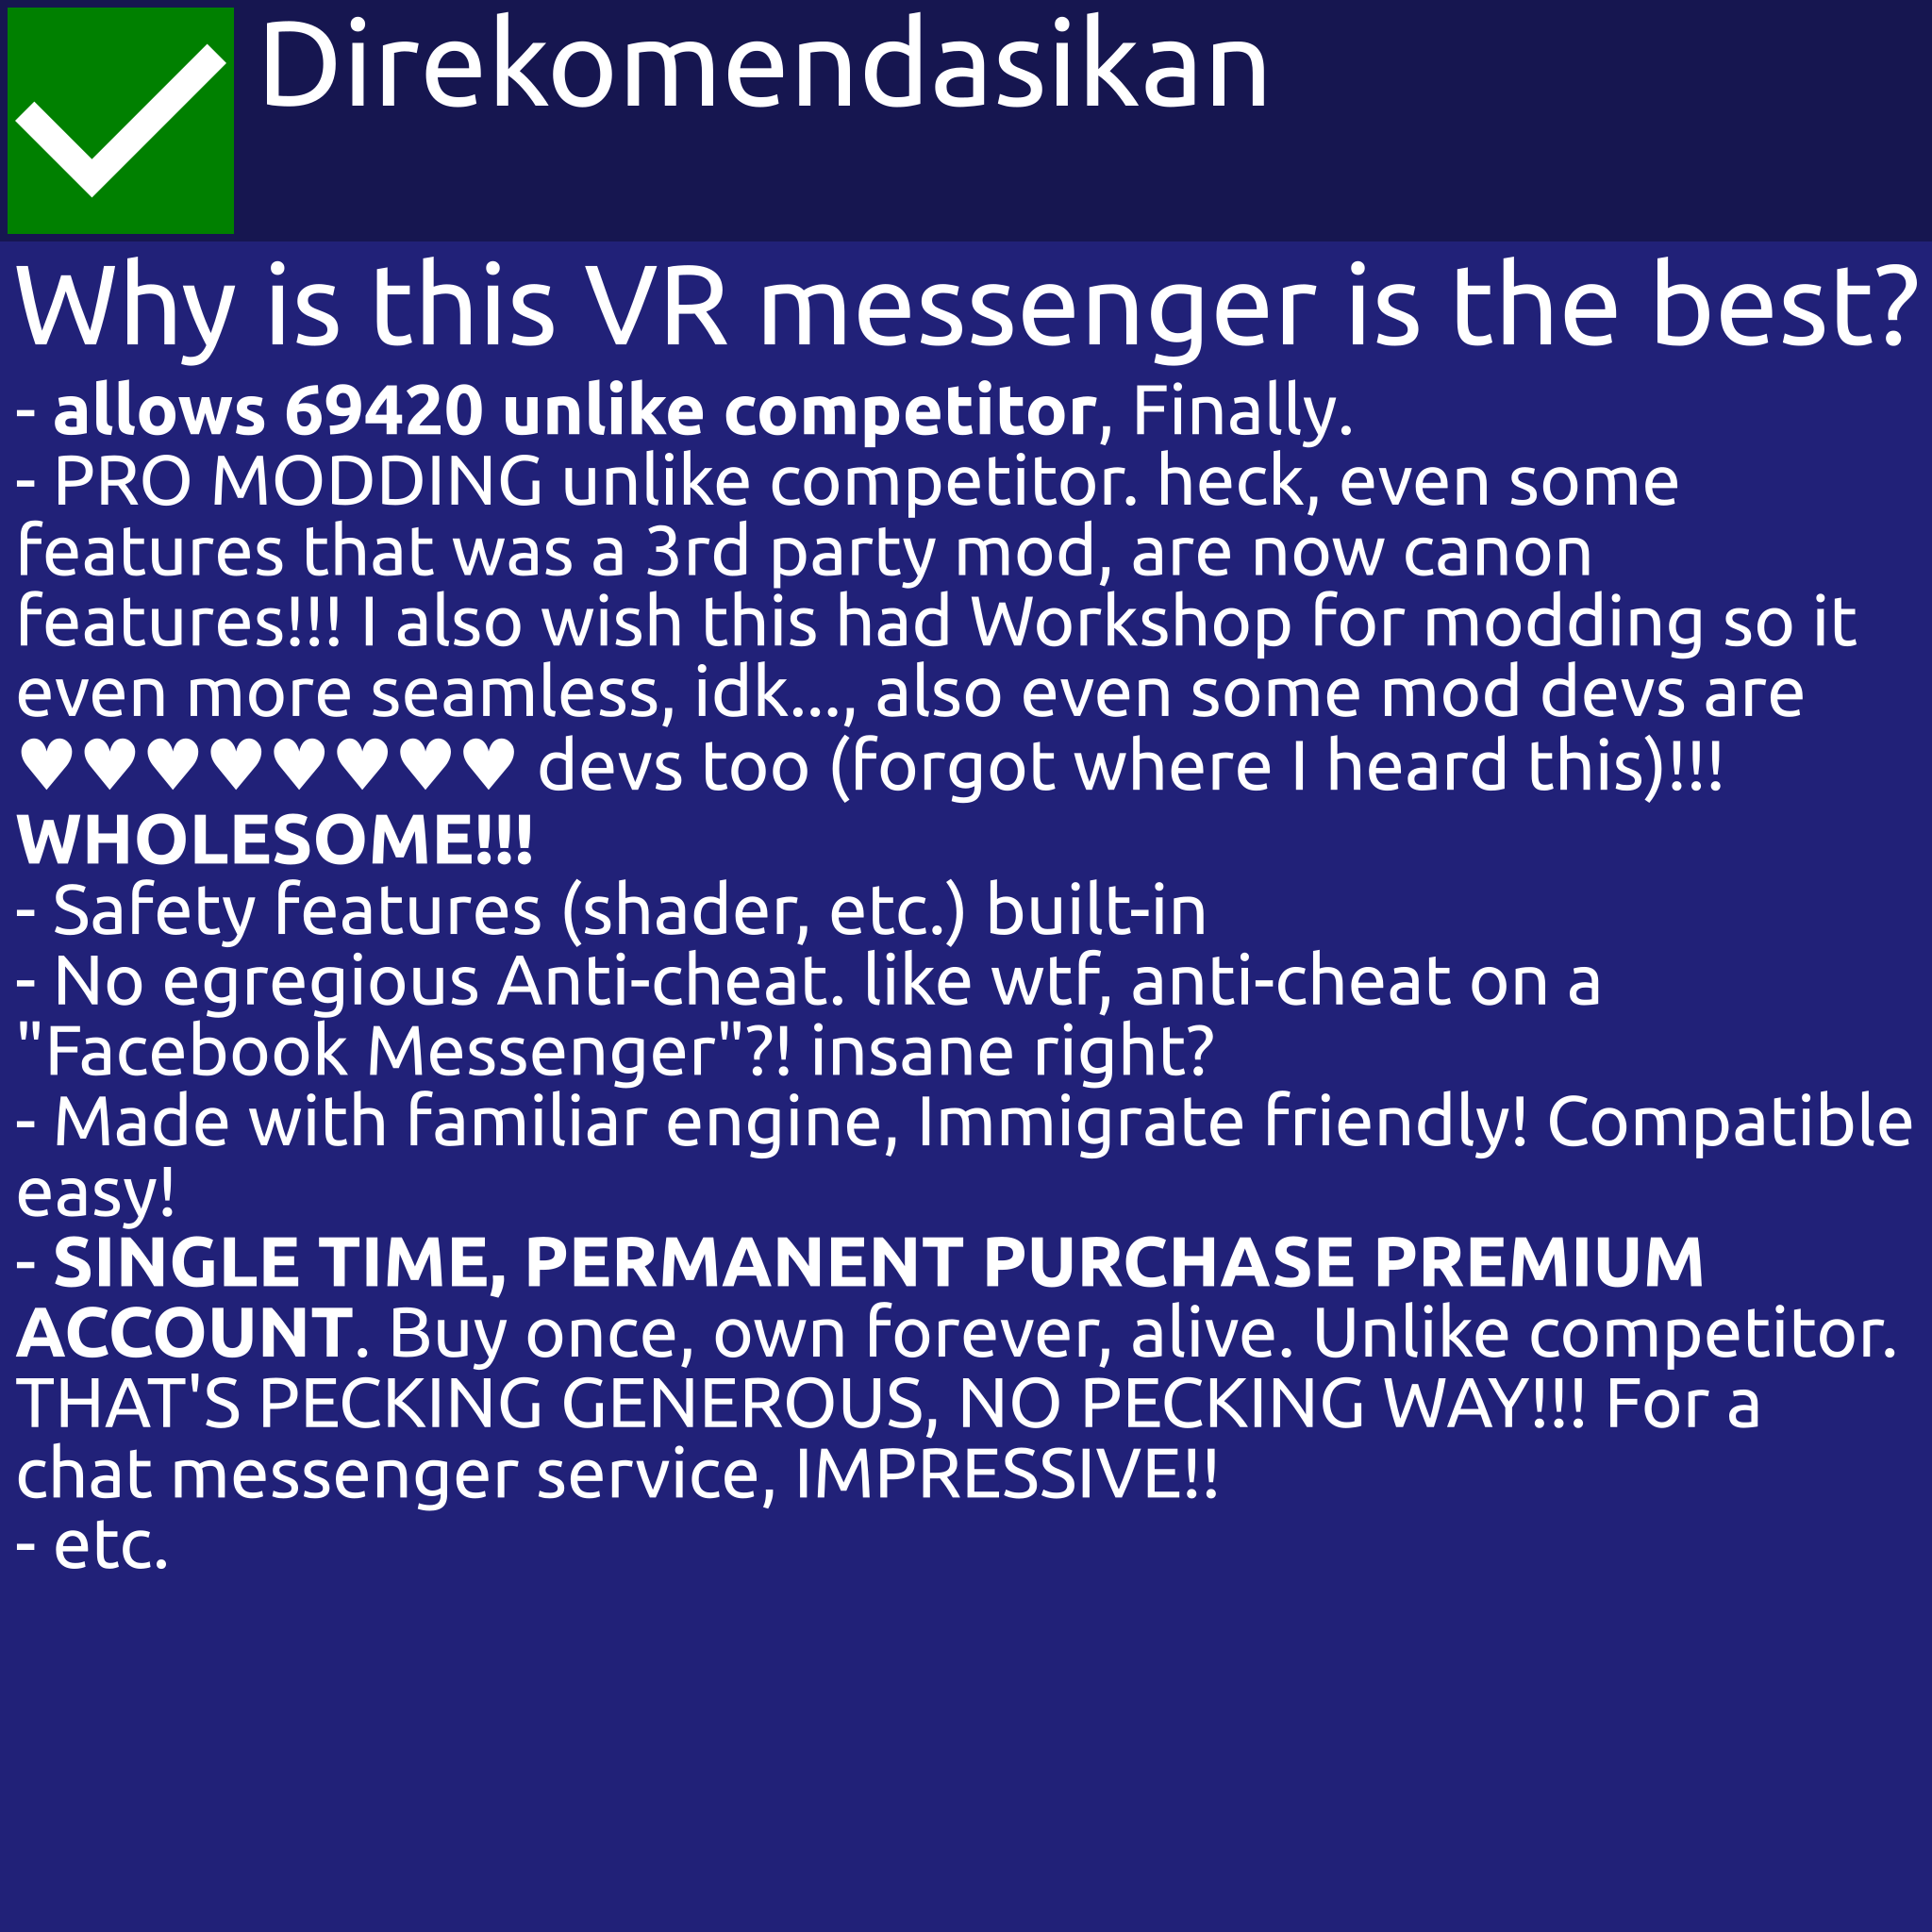 Direkomendasikan
Why is this VR messenger is the best?
- allows 69420 unlike competitor, Finally.
- PRO MODDING unlike competitor. heck, even some
features that was a 3rd party mod, are now canon
features!!! I also wish this had Workshop for modding so it
even more seamless, idk..., also even some mod devs are
♥♥♥♥♥♥♥♥ devs too (forgot where I heard this)!!!
WHOLESOME!!!
- Safety features (shader, etc.) built-in
- No egregious Anti-cheat. like wtf, anti-cheat on a
"Facebook Messenger"?! insane right?
- Made with familiar engine, Immigrate friendly! Compatible
easy!
- SINGLE TIME, PERMANENT PURCHASE PREMIUM
ACCOUNT. Buy once, own forever, alive. Unlike competitor.
THAT'S PECKING GENEROUS, NO PECKING WAY!!! For a
chat messenger service, IMPRESSIVE!!
- etc.